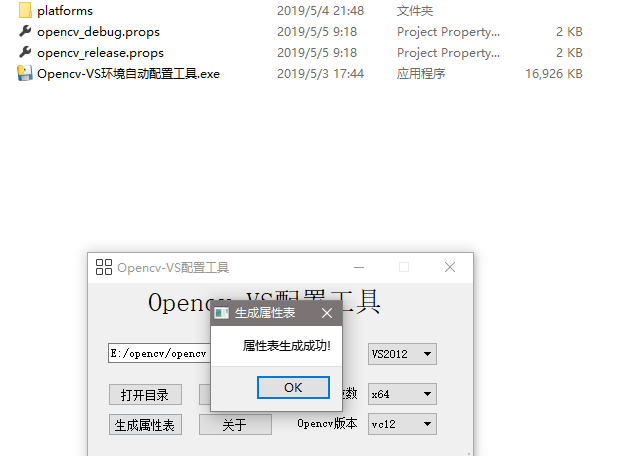 platforms 2019/5/4 21:48 文件夹
opencv_debug.props 2019/5/5 9:18 Project Property... 2 KB
opencv_release.props 2019/5/5 9:18 Project Property... 2 KB
Opencv-VS环境自动配置工具.exe 2019/5/3 17:44 应用程序 16,926 KB
Opencv-VS配置工具
Opencv-VS配置工具
生成属性表
属性表生成成功!
E:/opencv/opencv VS2012
OK
打开目录 位数 x64
生成属性表 关于 Opencv版本 vc12